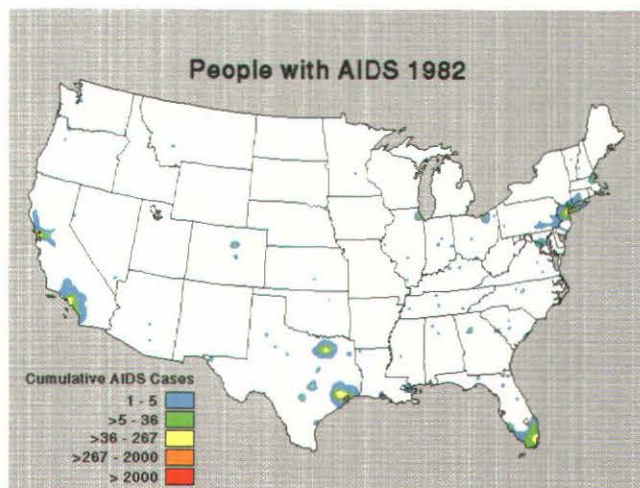 People with AIDS 1982
Cumulative AIDS Cases
1 - 5
>5 - 36
>36 - 267
>267 - 2000
> 2000